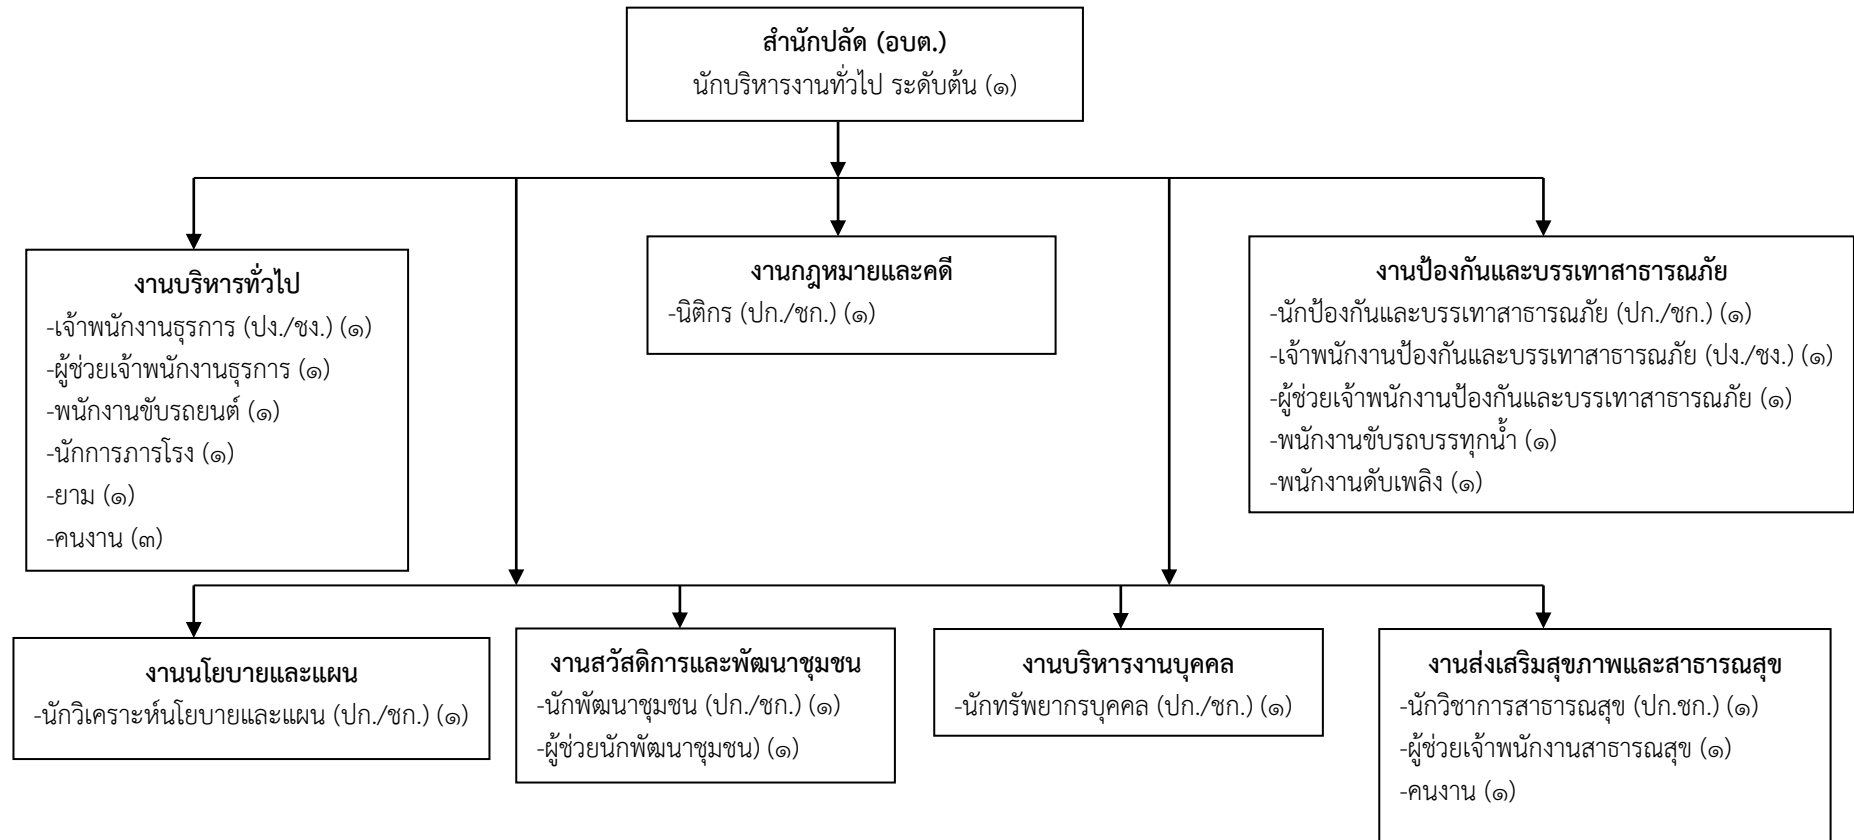 สำนักปลัด (อบต.)
นักบริหารงานทั่วไป ระดับต้น (๑)
งานบริหารทั่วไป
-เจ้าพนักงานธุรการ (ปง./ชง.) (๑)
-ผู้ช่วยเจ้าพนักงานธุรการ (๑)
-พนักงานขับรถยนต์ (๑)
-นักการภารโรง (๑)
-ยาม (๑)
-คนงาน (๓)
งานกฎหมายและคดี
-นิติกร (ปก./ชก.) (๑)
งานป้องกันและบรรเทาสาธารณภัย
-นักป้องกันและบรรเทาสาธารณภัย (ปก./ชก.) (๑)
-เจ้าพนักงานป้องกันและบรรเทาสาธารณภัย (ปง./ชง.) (๑)
-ผู้ช่วยเจ้าพนักงานป้องกันและบรรเทาสาธารณภัย (๑)
-พนักงานขับรถบรรทุกน้ำ (๑)
-พนักงานดับเพลิง (๑)
งานนโยบายและแผน
-นักวิเคราะห์นโยบายและแผน (ปก./ชก.) (๑)
งานสวัสดิการและพัฒนาชุมชน
-นักพัฒนาชุมชน (ปก./ชก.) (๑)
-ผู้ช่วยนักพัฒนาชุมชน) (๑)
งานบริหารงานบุคคล
-นักทรัพยากรบุคคล (ปก./ชก.) (๑)
งานส่งเสริมสุขภาพและสาธารณสุข
-นักวิชาการสาธารณสุข (ปก.ชก.) (๑)
-ผู้ช่วยเจ้าพนักงานสาธารณสุข (๑)
-คนงาน (๑)